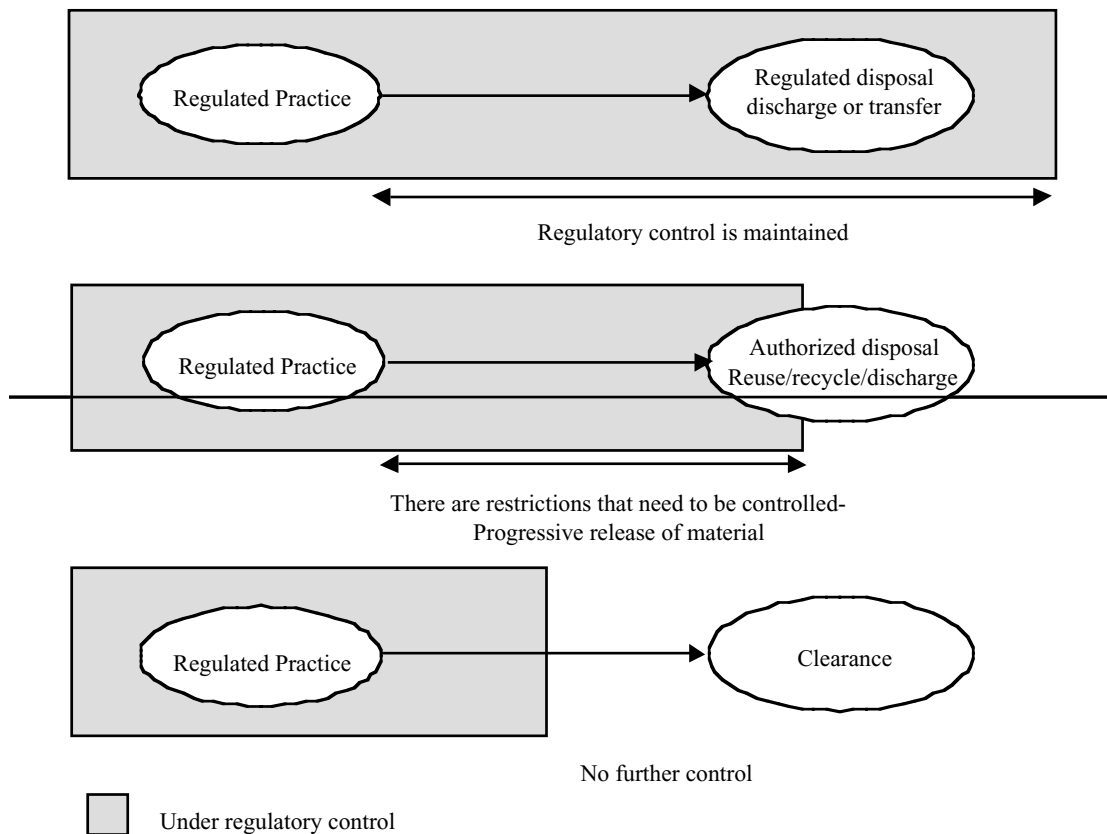 Regulated Practice
Regulated disposal
discharge or transfer
Regulatory control is maintained
Regulated Practice
Authorized disposal
Reuse/recycle/discharge
There are restrictions that need to be controlled-
Progressive release of material
Regulated Practice
Clearance
No further control
Under regulatory control